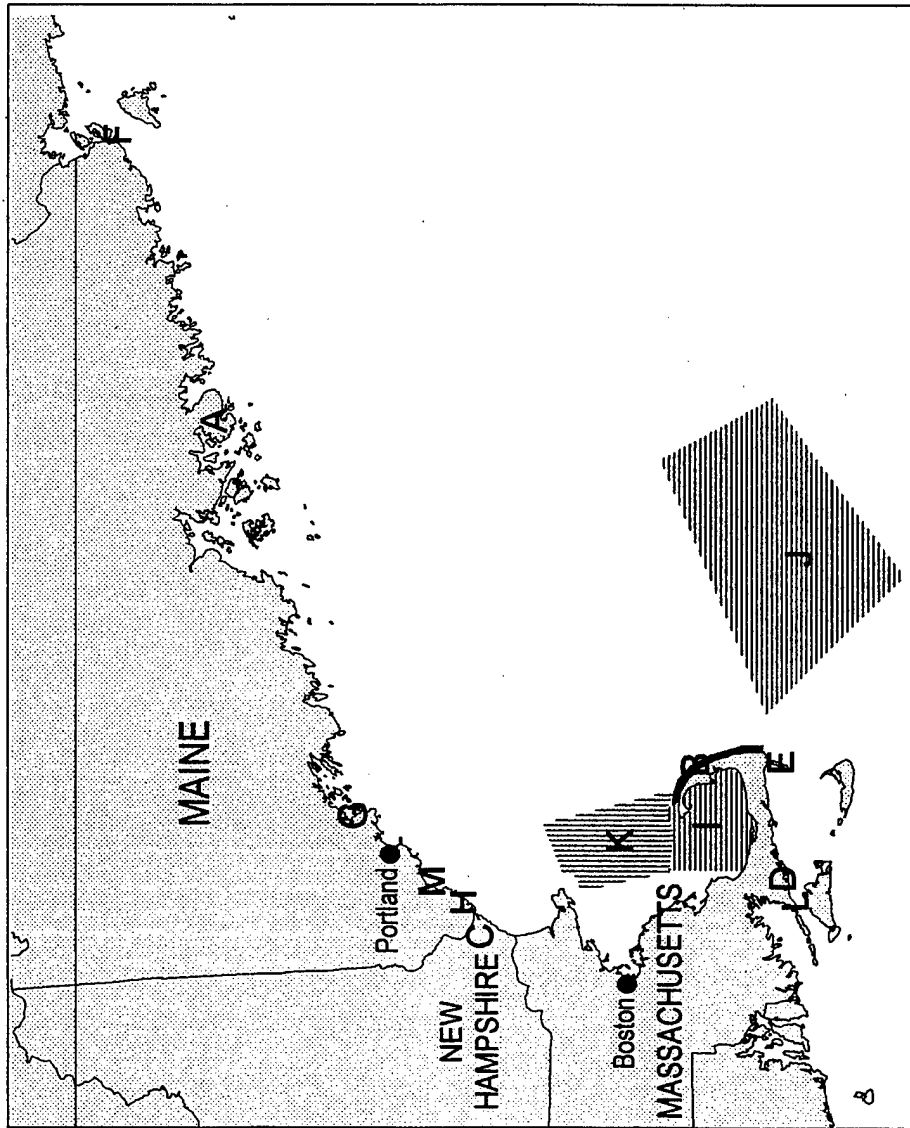 F
MAINE
A
G
Portland
M
H
NEW
HAMPSHIRE
C
K
Boston
MASSACHUSETTS
B
I
D
E
L
J